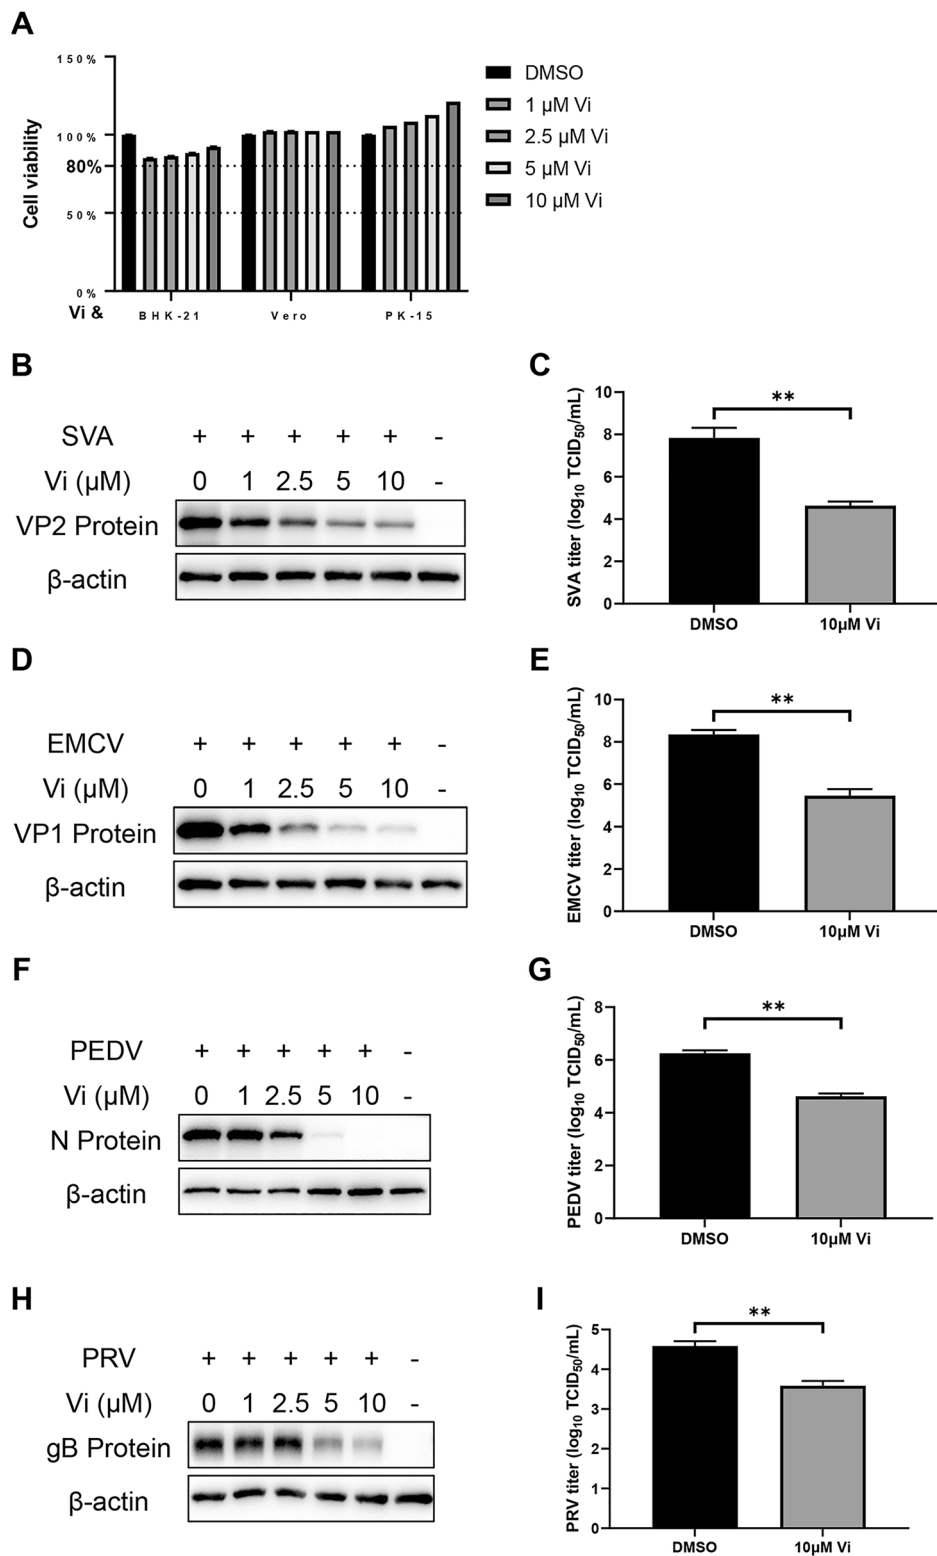 A
150%
100%
80%
50%
0%
Cell viability
Vi &
BHK-21 Vero PK-15
DMSO
1 µM Vi
2.5 µM Vi
5 µM Vi
10 µM Vi
B
SVA + + + + + -
Vi (µM) 0 1 2.5 5 10 -
VP2 Protein
β-actin
C
SVA titer (log10 TCID50/mL)
10
8
6
4
2
0
**
DMSO 10µM Vi
D
EMCV + + + + + -
Vi (µM) 0 1 2.5 5 10 -
VP1 Protein
β-actin
E
EMCV titer (log10 TCID50/mL)
10
8
6
4
2
0
**
DMSO 10µM Vi
F
PEDV + + + + + -
Vi (µM) 0 1 2.5 5 10 -
N Protein
β-actin
G
PEDV titer (log10 TCID50/mL)
8
6
4
2
0
**
DMSO 10µM Vi
H
PRV + + + + + -
Vi (µM) 0 1 2.5 5 10 -
gB Protein
β-actin
I
PRV titer (log10 TCID50/mL)
5
4
3
2
1
0
**
DMSO 10µM Vi